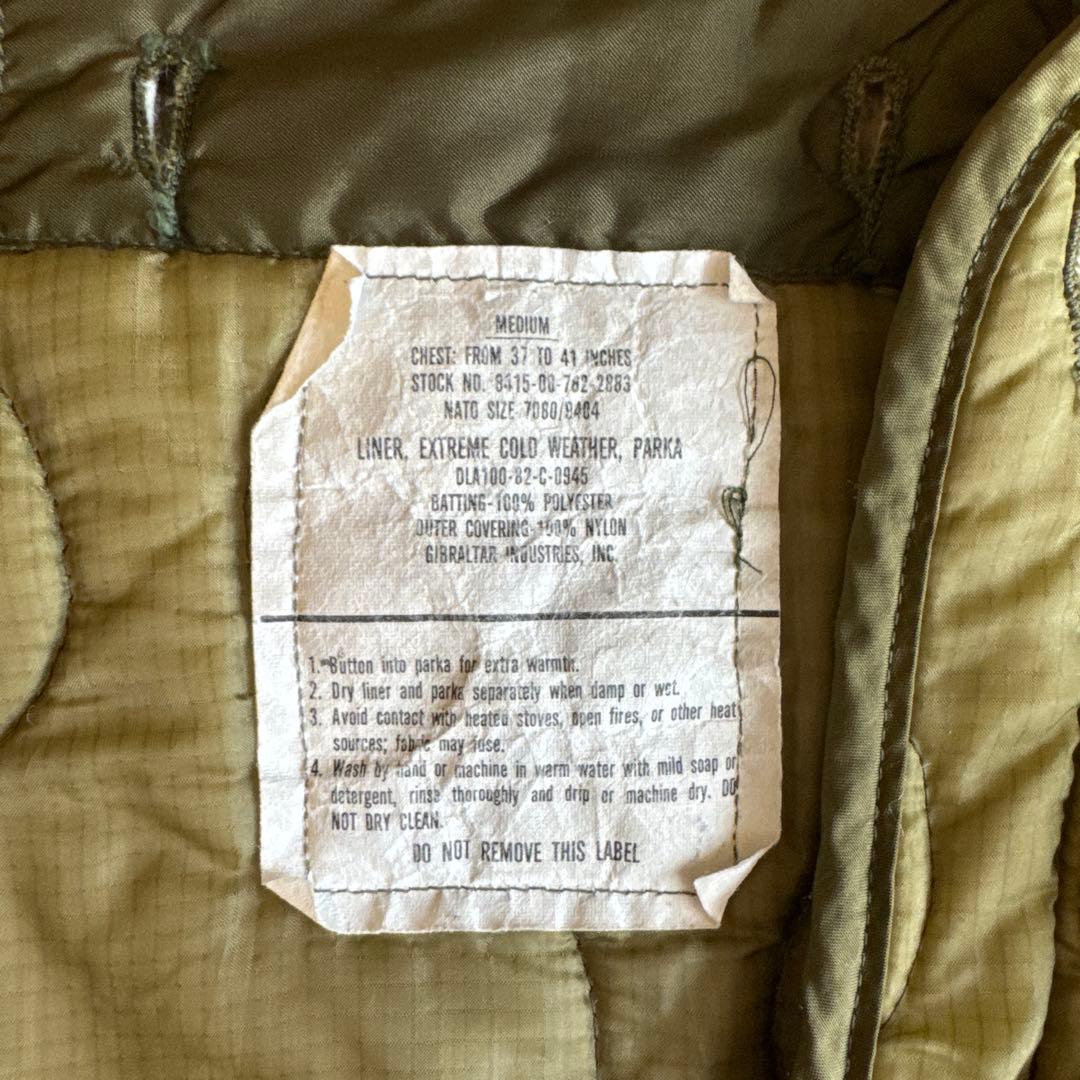 MEDIUM
CHEST: FROM 37 TO 41 INCHES
STOCK NO. 8415-00-782-2883
NATO SIZE 7080/9404
LINER, EXTREME COLD WEATHER, PARKA
DLA100-82-C-0945
BATTING-100% POLYESTER
OUTER COVERING-100% NYLON
GIBRALTAR INDUSTRIES, INC.
1. Button into parka for extra warmth.
2. Dry liner and parka separately when damp or wet.
3. Avoid contact with heated stoves, open fires, or other heat
sources; fabric may fuse.
4. Wash by hand or machine in warm water with mild soap or
detergent, rinse thoroughly and drip or machine dry. DO
NOT DRY CLEAN.
DO NOT REMOVE THIS LABEL